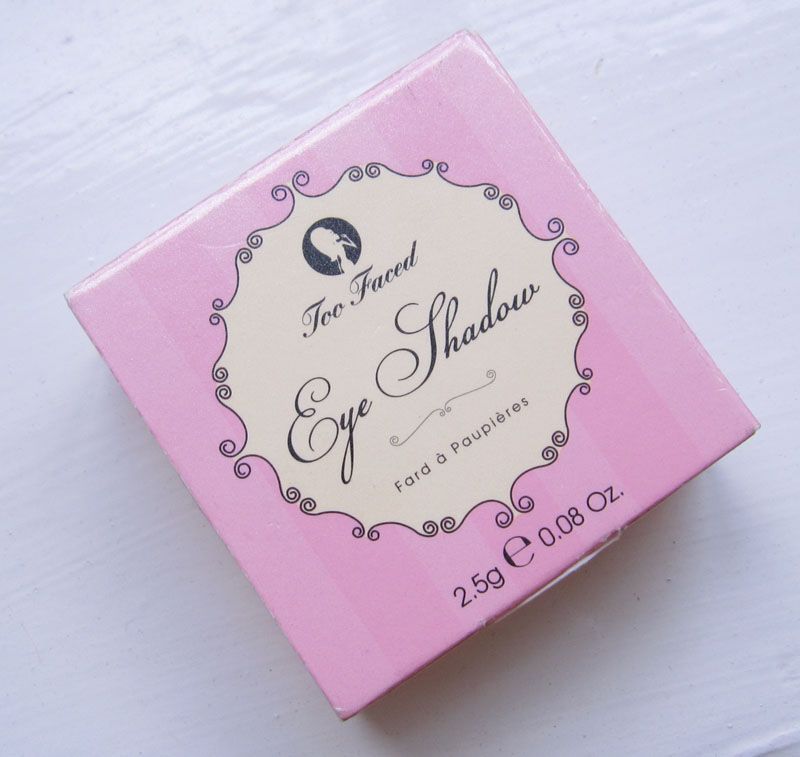 Too Faced
Eye Shadow
Fard à Paupières
2.5g e 0.08 Oz.